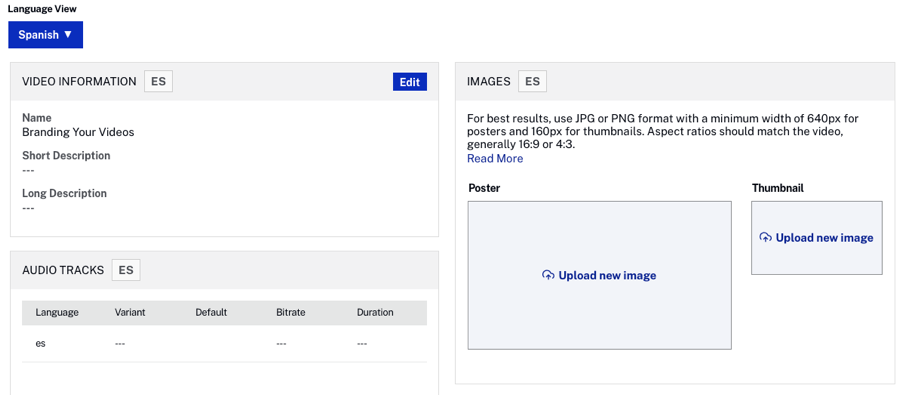 Language View
Spanish ▼
VIDEO INFORMATION ES
Edit
Name
Branding Your Videos
Short Description
---
Long Description
---
AUDIO TRACKS ES
Language Variant Default Bitrate Duration
es --- --- ---
IMAGES ES
For best results, use JPG or PNG format with a minimum width of 640px for
posters and 160px for thumbnails. Aspect ratios should match the video,
generally 16:9 or 4:3.
Read More
Poster
Upload new image
Thumbnail
Upload new image